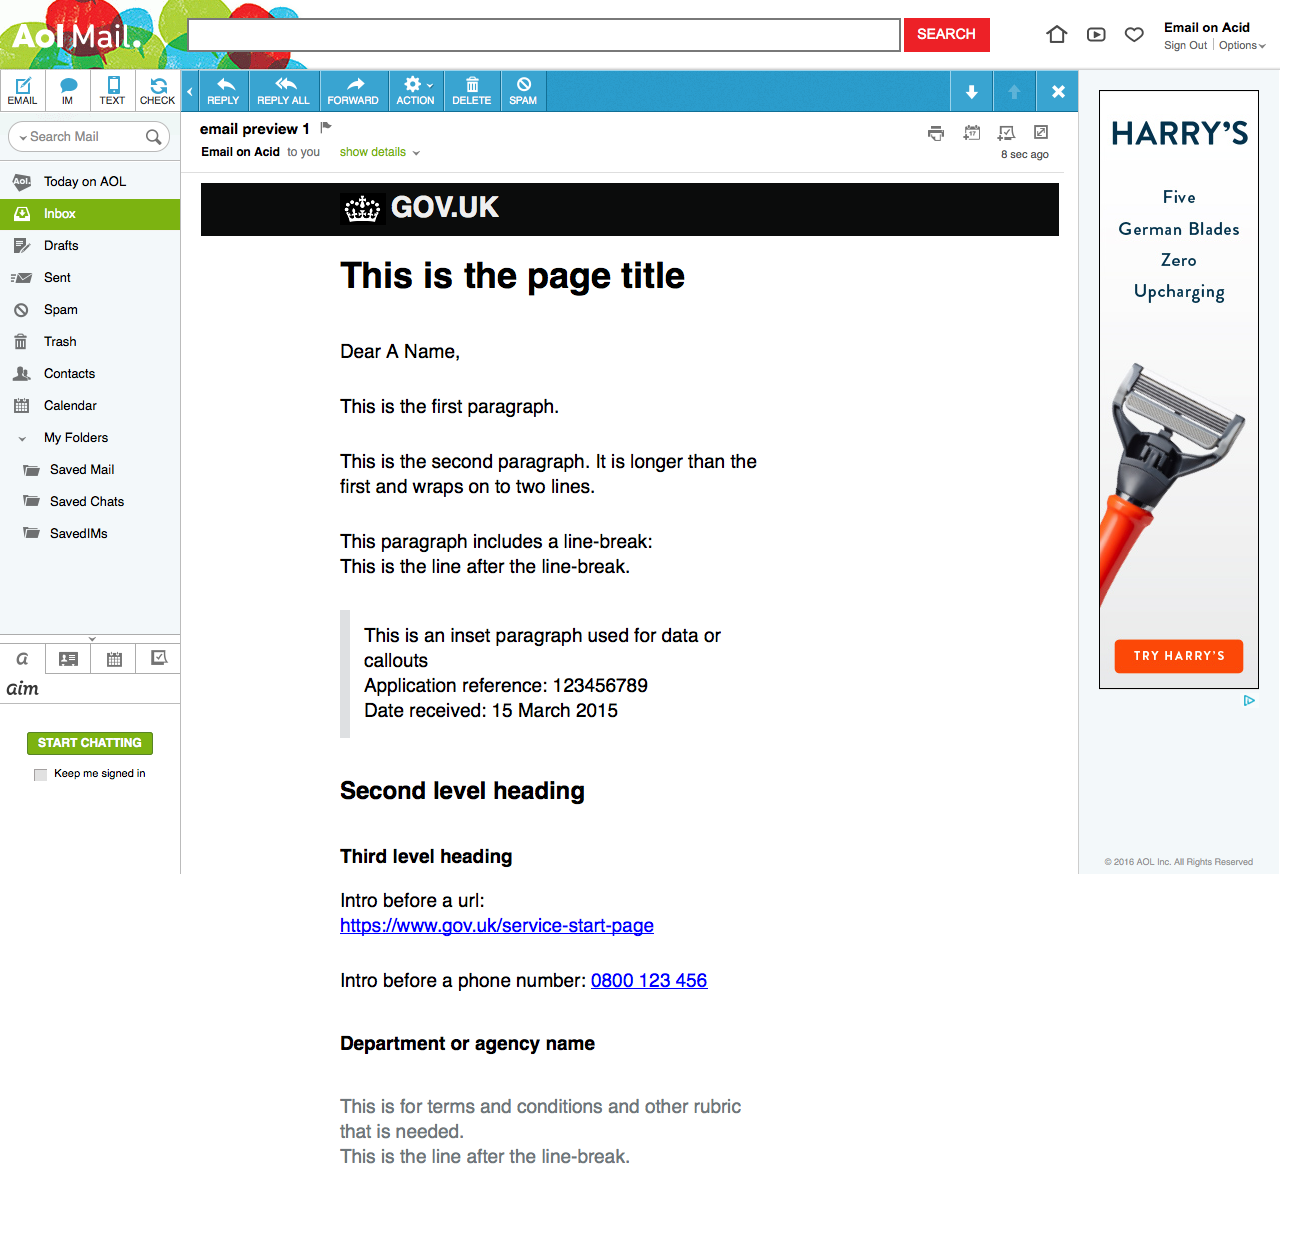 Aol Mail.
SEARCH
Email on Acid
Sign Out | Options
EMAIL
IM
TEXT
CHECK
REPLY
REPLY ALL
FORWARD
ACTION
DELETE
SPAM
Search Mail
Aol.
Today on AOL
Inbox
Drafts
Sent
Spam
Trash
Contacts
Calendar
My Folders
Saved Mail
Saved Chats
SavedIMs
a
aim
START CHATTING
Keep me signed in
email preview 1
Email on Acid to you show details
17
8 sec ago
GOV.UK
This is the page title
Dear A Name,
This is the first paragraph.
This is the second paragraph. It is longer than the
first and wraps on to two lines.
This paragraph includes a line-break:
This is the line after the line-break.
This is an inset paragraph used for data or
callouts
Application reference: 123456789
Date received: 15 March 2015
Second level heading
Third level heading
Intro before a url:
https://www.gov.uk/service-start-page
Intro before a phone number: 0800 123 456
Department or agency name
This is for terms and conditions and other rubric
that is needed.
This is the line after the line-break.
HARRY'S
Five
German Blades
Zero
Upcharging
TRY HARRY'S
© 2016 AOL Inc. All Rights Reserved